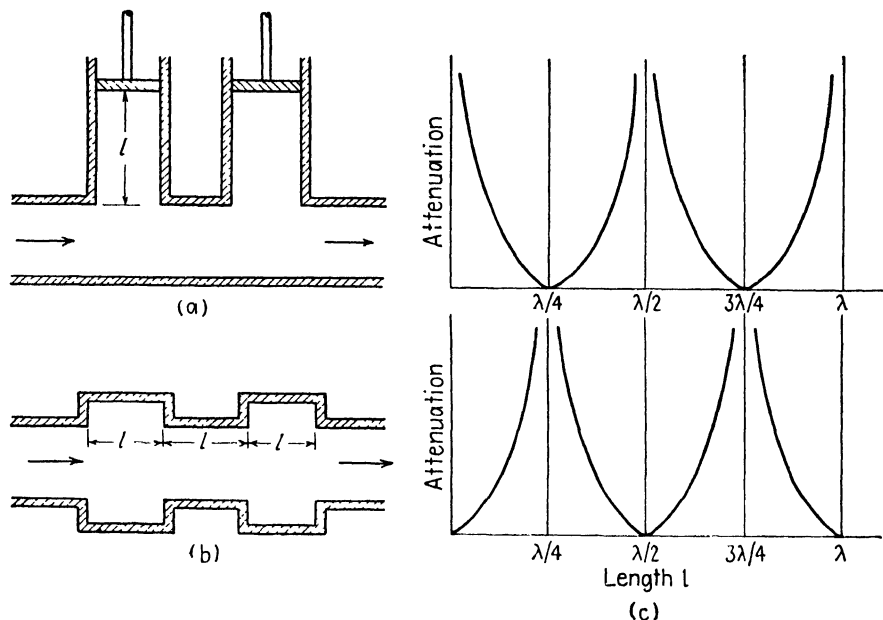 l
(a)
l l l
(b)
Attenuation
λ/4 λ/2 3λ/4 λ
Attenuation
λ/4 λ/2 3λ/4 λ
Length l
(c)